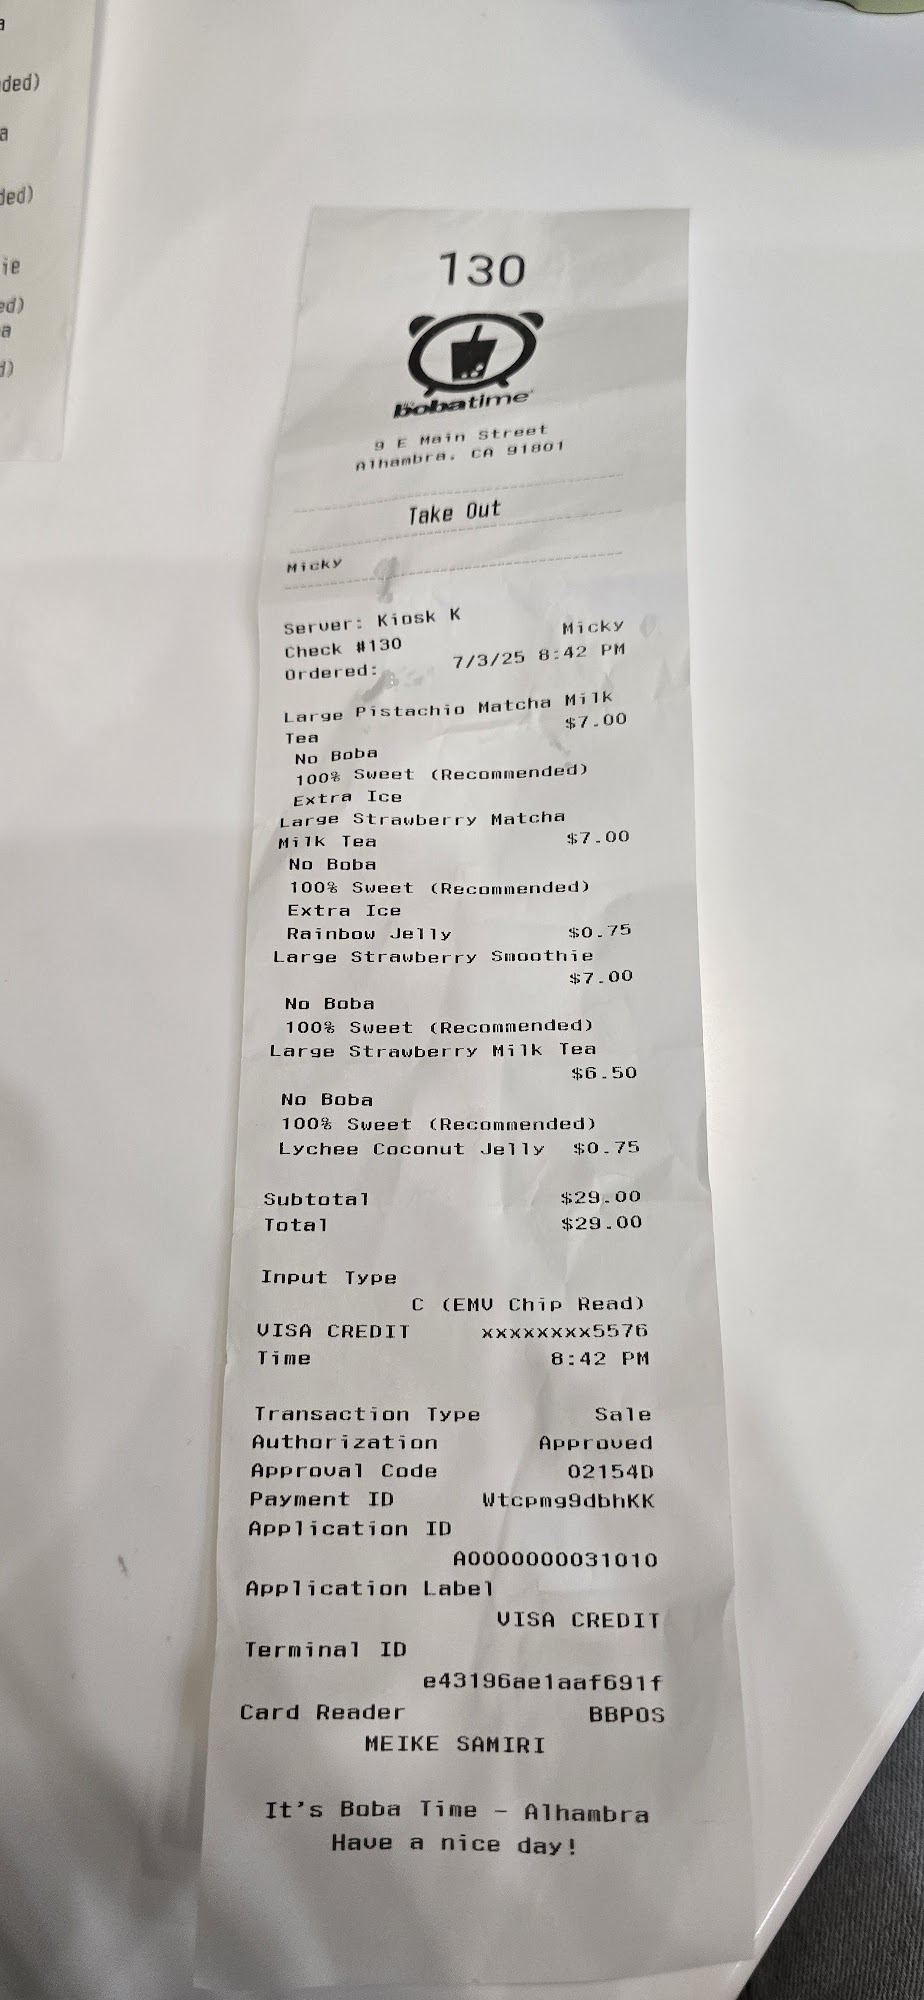 ded)
ded)
ie
ed)
a
d)
130
bobatime
9 E Main Street
Alhambra, CA 91801
Take Out
Micky
Server: Kiosk K
Check #130 Micky
Ordered: 7/3/25 8:42 PM
Large Pistachio Matcha Milk
Tea $7.00
No Boba
100% Sweet (Recommended)
Extra Ice
Large Strawberry Matcha
Milk Tea $7.00
No Boba
100% Sweet (Recommended)
Extra Ice
Rainbow Jelly $0.75
Large Strawberry Smoothie
$7.00
No Boba
100% Sweet (Recommended)
Large Strawberry Milk Tea
$6.50
No Boba
100% Sweet (Recommended)
Lychee Coconut Jelly $0.75
Subtotal $29.00
Total $29.00
Input Type
C (EMV Chip Read)
VISA CREDIT xxxxxxxx5576
Time 8:42 PM
Transaction Type Sale
Authorization Approved
Approval Code 02154D
Payment ID Wtcpmg9dbhKK
Application ID
A0000000031010
Application Label
VISA CREDIT
Terminal ID
e43196ae1aaf691f
Card Reader BBPOS
MEIKE SAMIRI
It's Boba Time - Alhambra
Have a nice day!